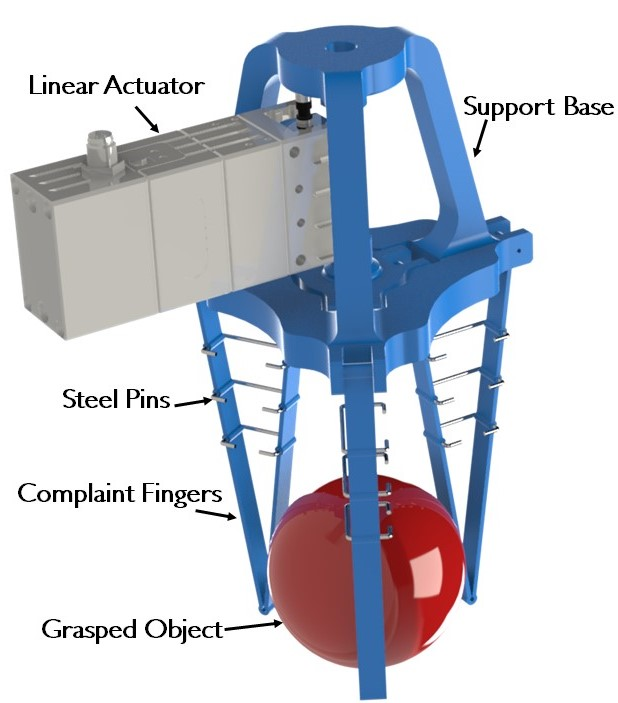 Linear Actuator
Support Base
Steel Pins
Complaint Fingers
Grasped Object